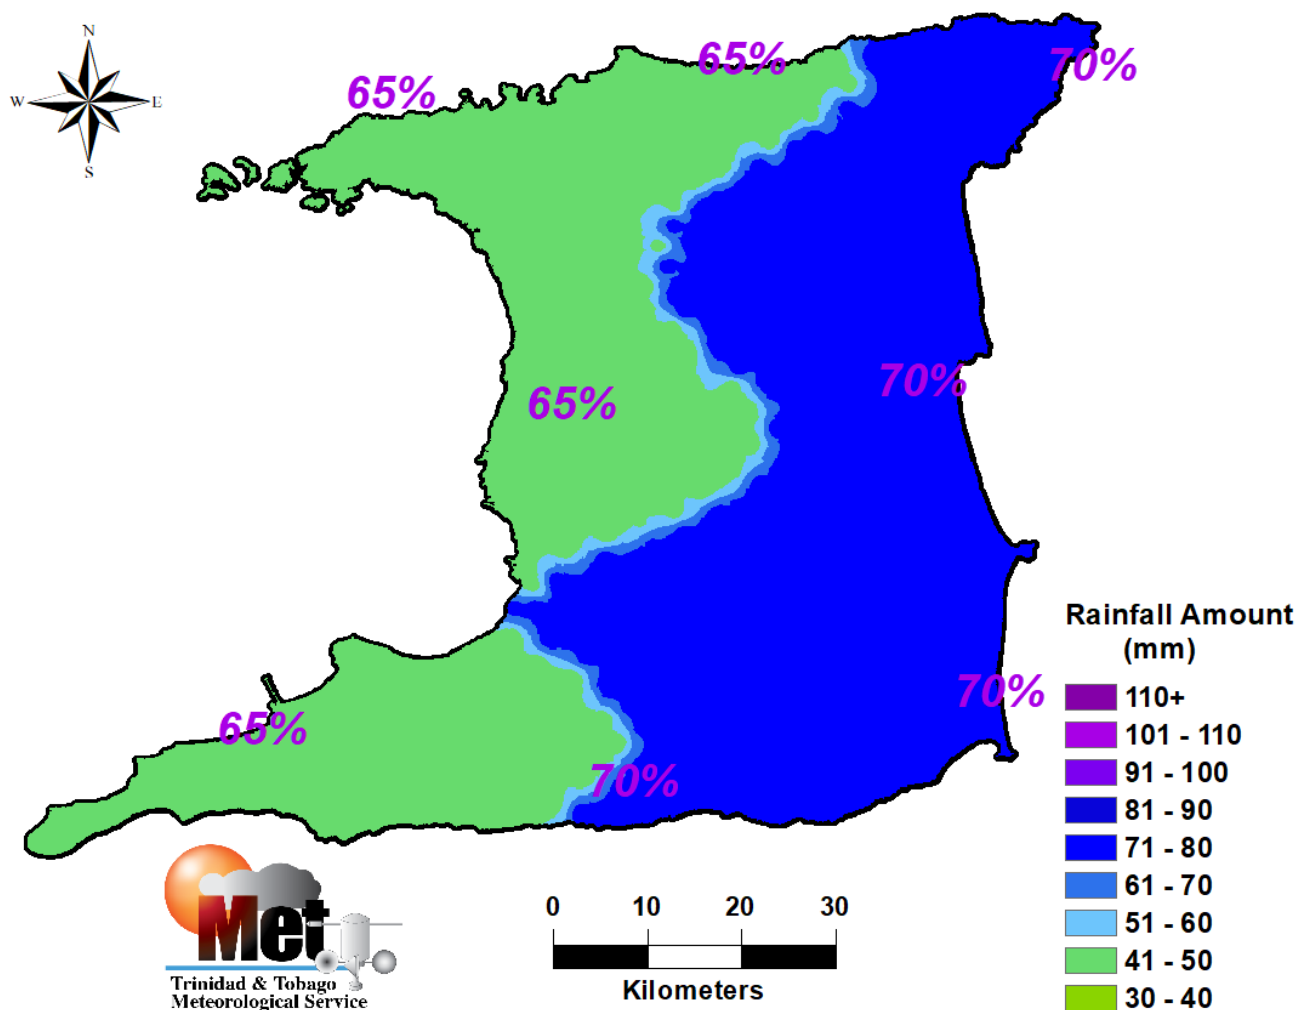 N
W
E
S
65%
65%
70%
65%
70%
65%
70%
70%
Rainfall Amount
(mm)
110+
101 - 110
91 - 100
81 - 90
71 - 80
61 - 70
51 - 60
41 - 50
30 - 40
Met
Trinidad & Tobago
Meteorological Service
0 10 20 30
Kilometers